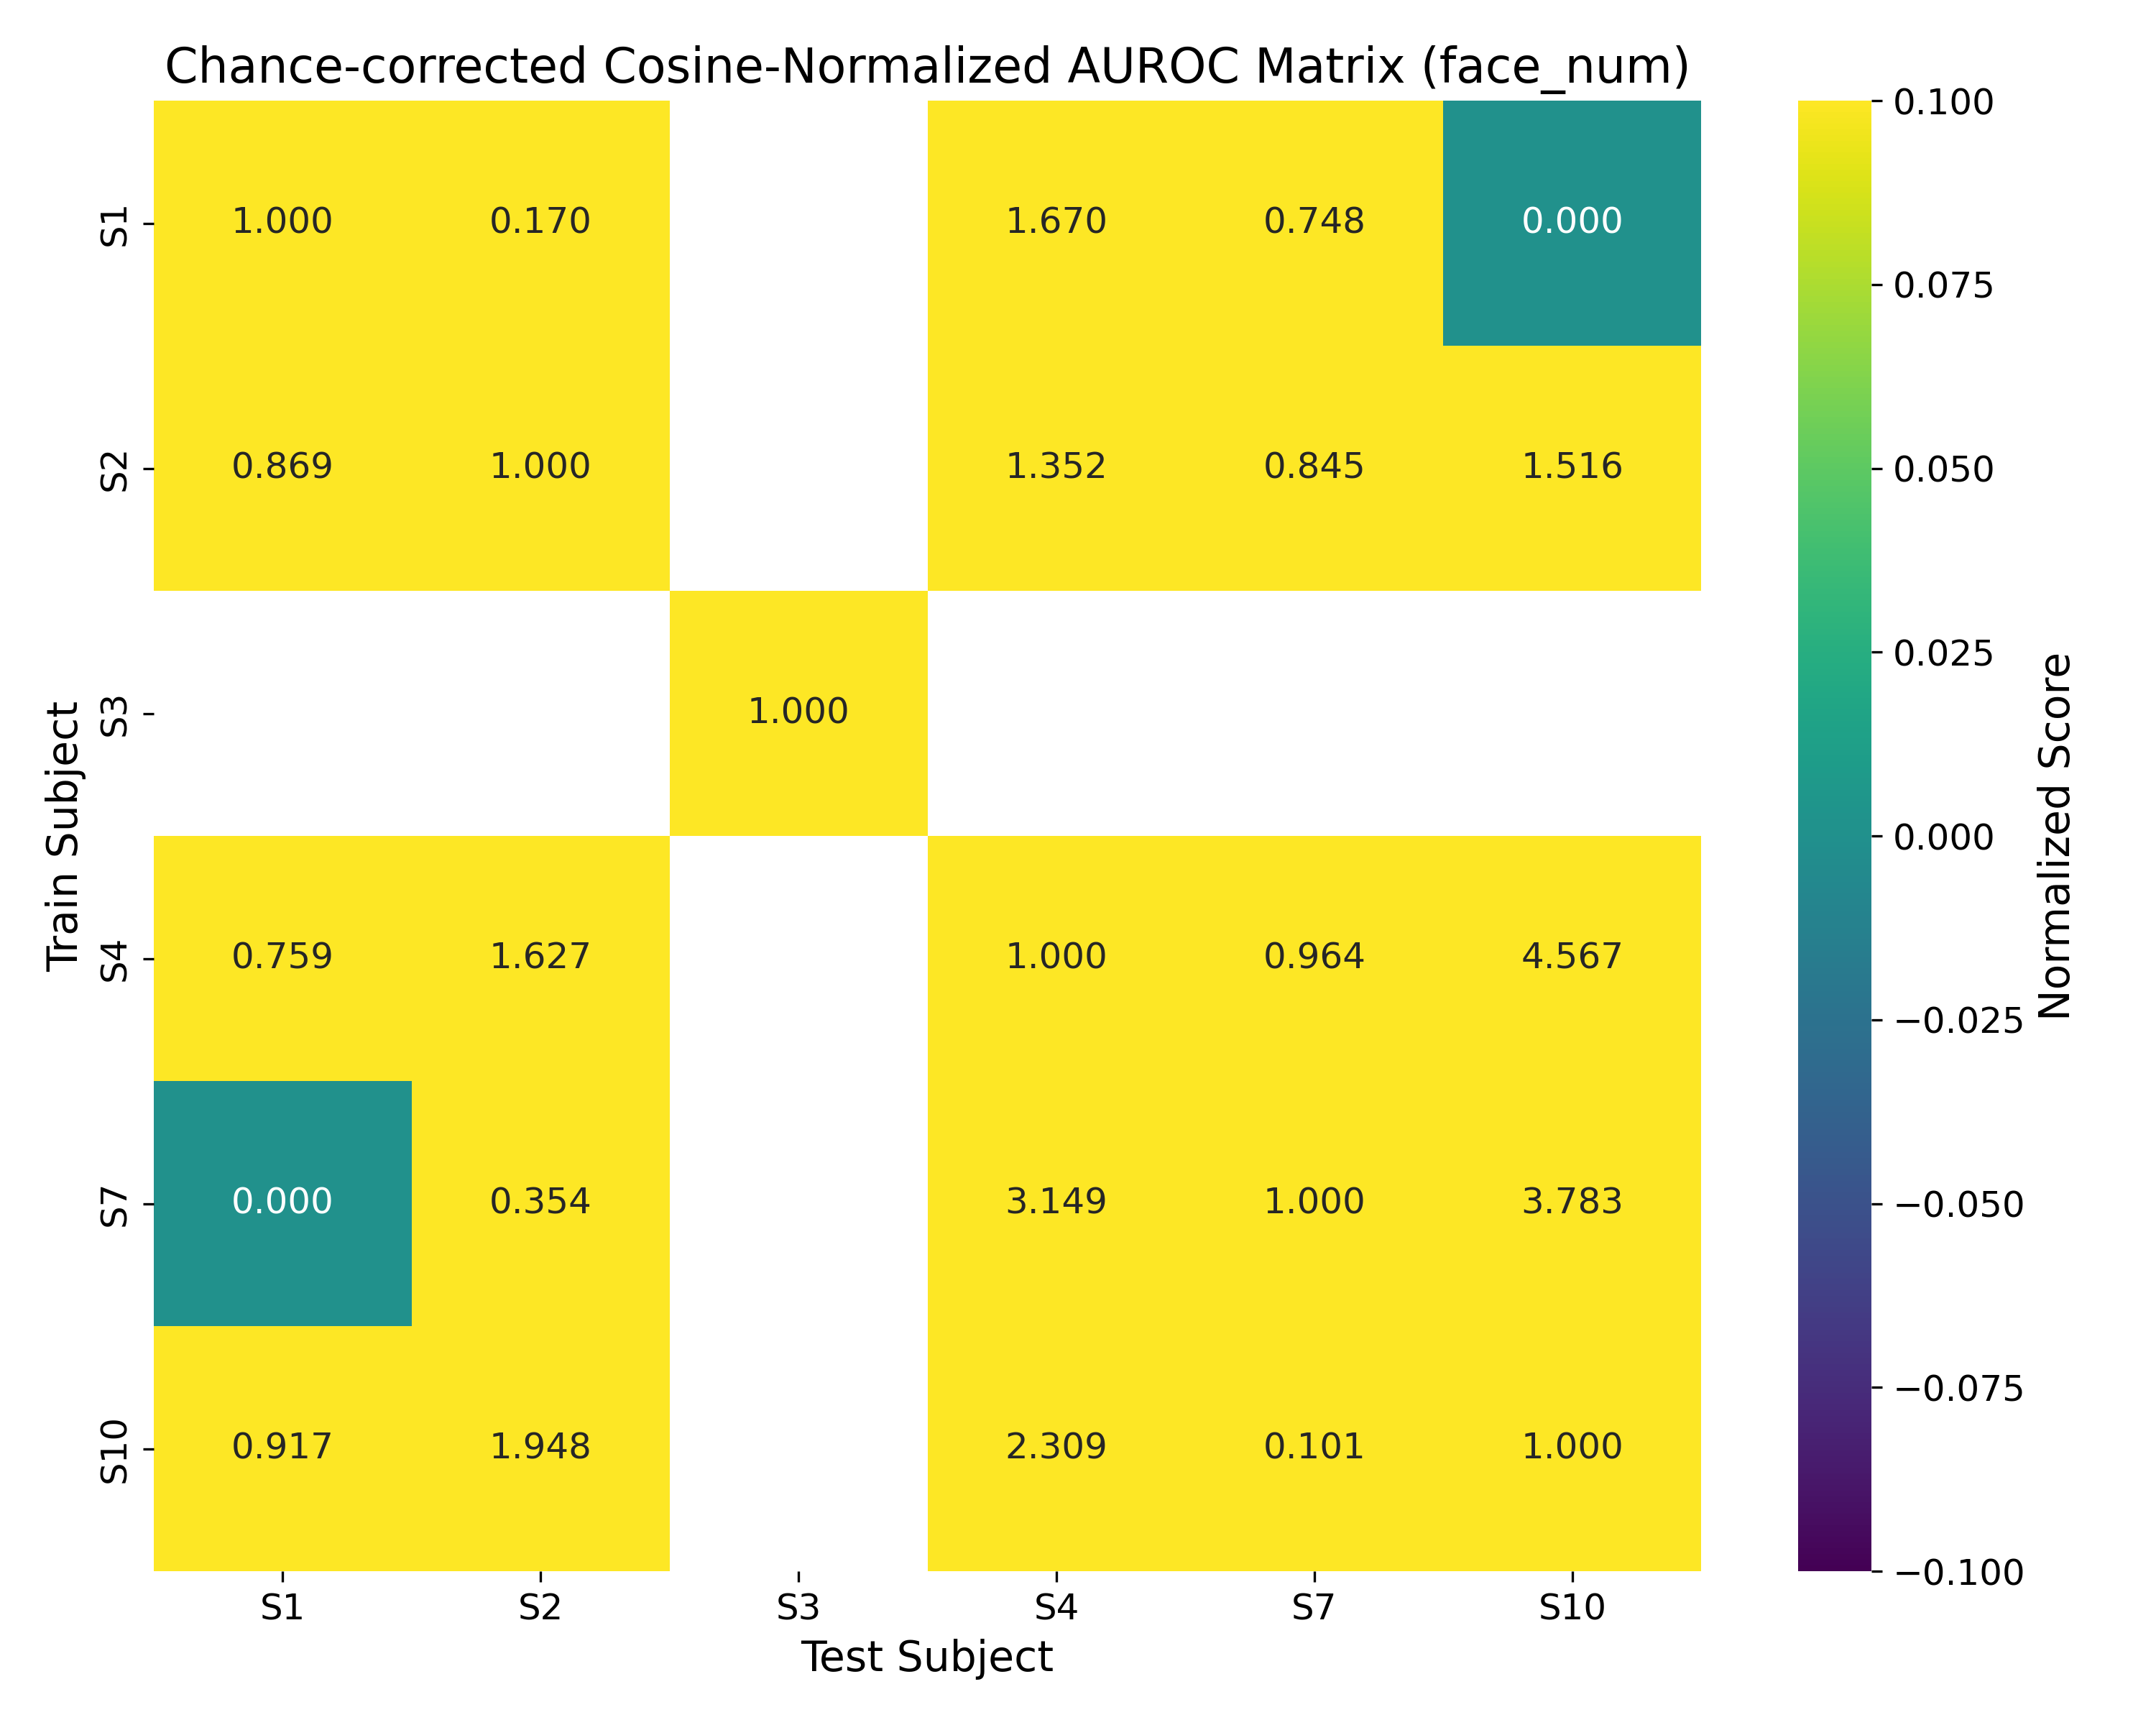 Chance-corrected Cosine-Normalized AUROC Matrix (face_num)
Train Subject
S1
1.000 0.170 1.670 0.748 0.000
S2
0.869 1.000 1.352 0.845 1.516
S3
1.000
S4
0.759 1.627 1.000 0.964 4.567
S7
0.000 0.354 3.149 1.000 3.783
S10
0.917 1.948 2.309 0.101 1.000
S1 S2 S3 S4 S7 S10
Test Subject
0.100
0.075
0.050
0.025
0.000
−0.025
−0.050
−0.075
−0.100
Normalized Score